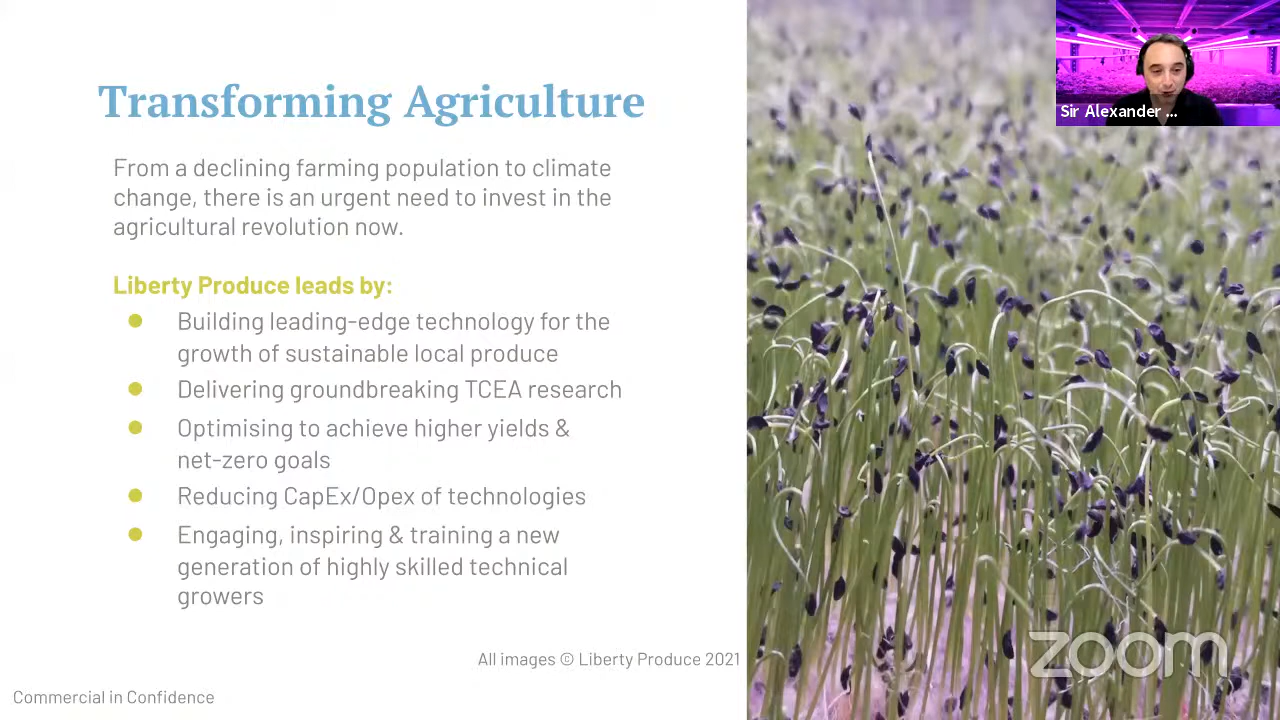 Transforming Agriculture
From a declining farming population to climate
change, there is an urgent need to invest in the
agricultural revolution now.
Liberty Produce leads by:
Building leading-edge technology for the
growth of sustainable local produce
Delivering groundbreaking TCEA research
Optimising to achieve higher yields &
net-zero goals
Reducing CapEx/Opex of technologies
Engaging, inspiring & training a new
generation of highly skilled technical
growers
All images © Liberty Produce 2021
Commercial in Confidence
Sir Alexander ...
zoom